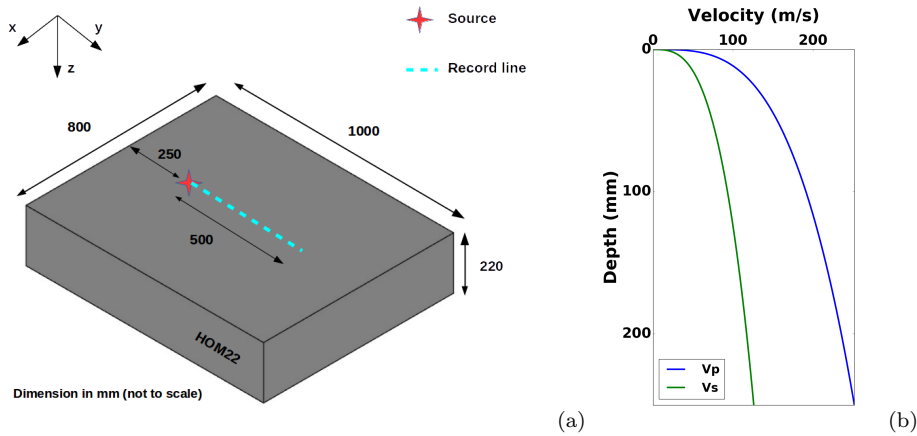 x
y
z
Source
Record line
800
1000
250
500
220
HOM22
Dimension in mm (not to scale)
(a)
Velocity (m/s)
0 100 200
0
100
200
Depth (mm)
Vp
Vs
(b)